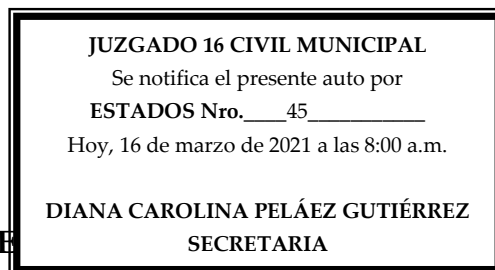 JUZGADO 16 CIVIL MUNICIPAL
Se notifica el presente auto por
ESTADOS Nro.____45___________
Hoy, 16 de marzo de 2021 a las 8:00 a.m.
DIANA CAROLINA PELÁEZ GUTIÉRREZ
SECRETARIA